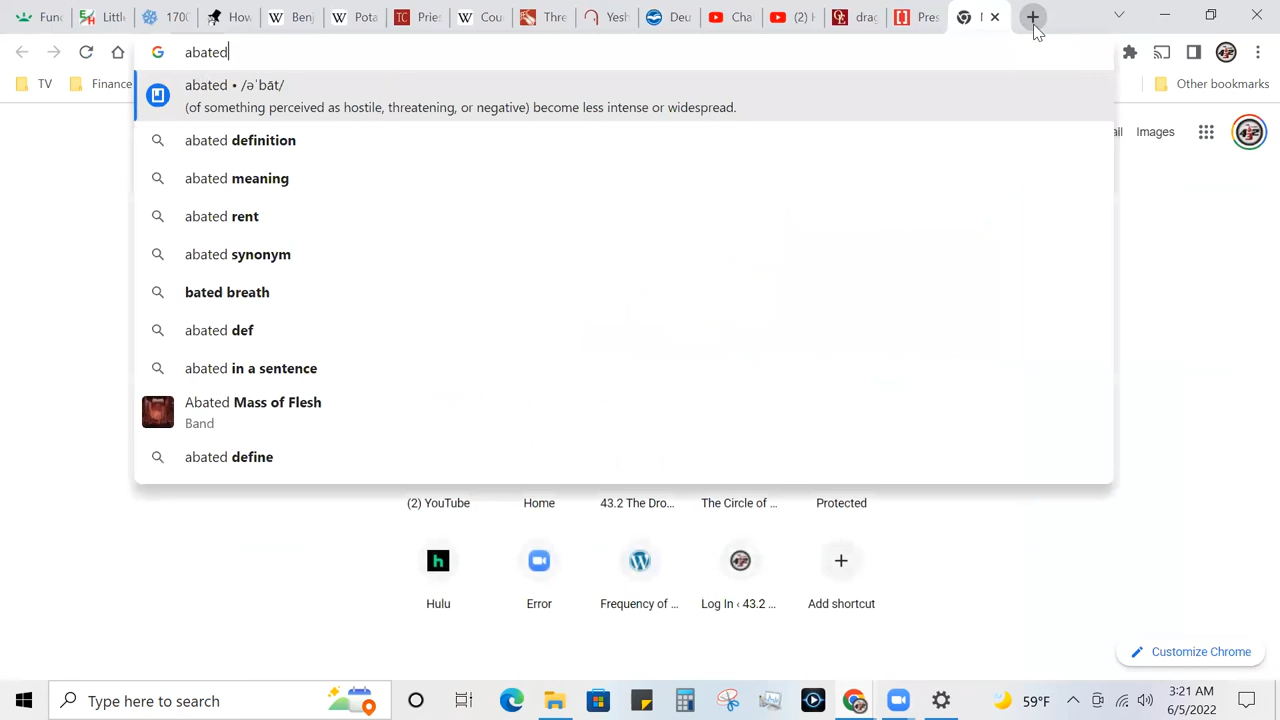 Fun
Little
1700
How
W Benj
W Pota
TC Pries
W Cou
Thre
Yesh
Deu
Cha
(2) H
Œ drag
[] Pres
abated
TV
Finance
Other bookmarks
abated • /əˈbāt/
(of something perceived as hostile, threatening, or negative) become less intense or widespread.
ail Images
abated definition
abated meaning
abated rent
abated synonym
bated breath
abated def
abated in a sentence
Abated Mass of Flesh
Band
abated define
(2) YouTube Home 43.2 The Dro... The Circle of ... Protected
Hulu Error Frequency of ... Log In ‹ 43.2 ... Add shortcut
Customize Chrome
Type here to search
59°F
3:21 AM
6/5/2022